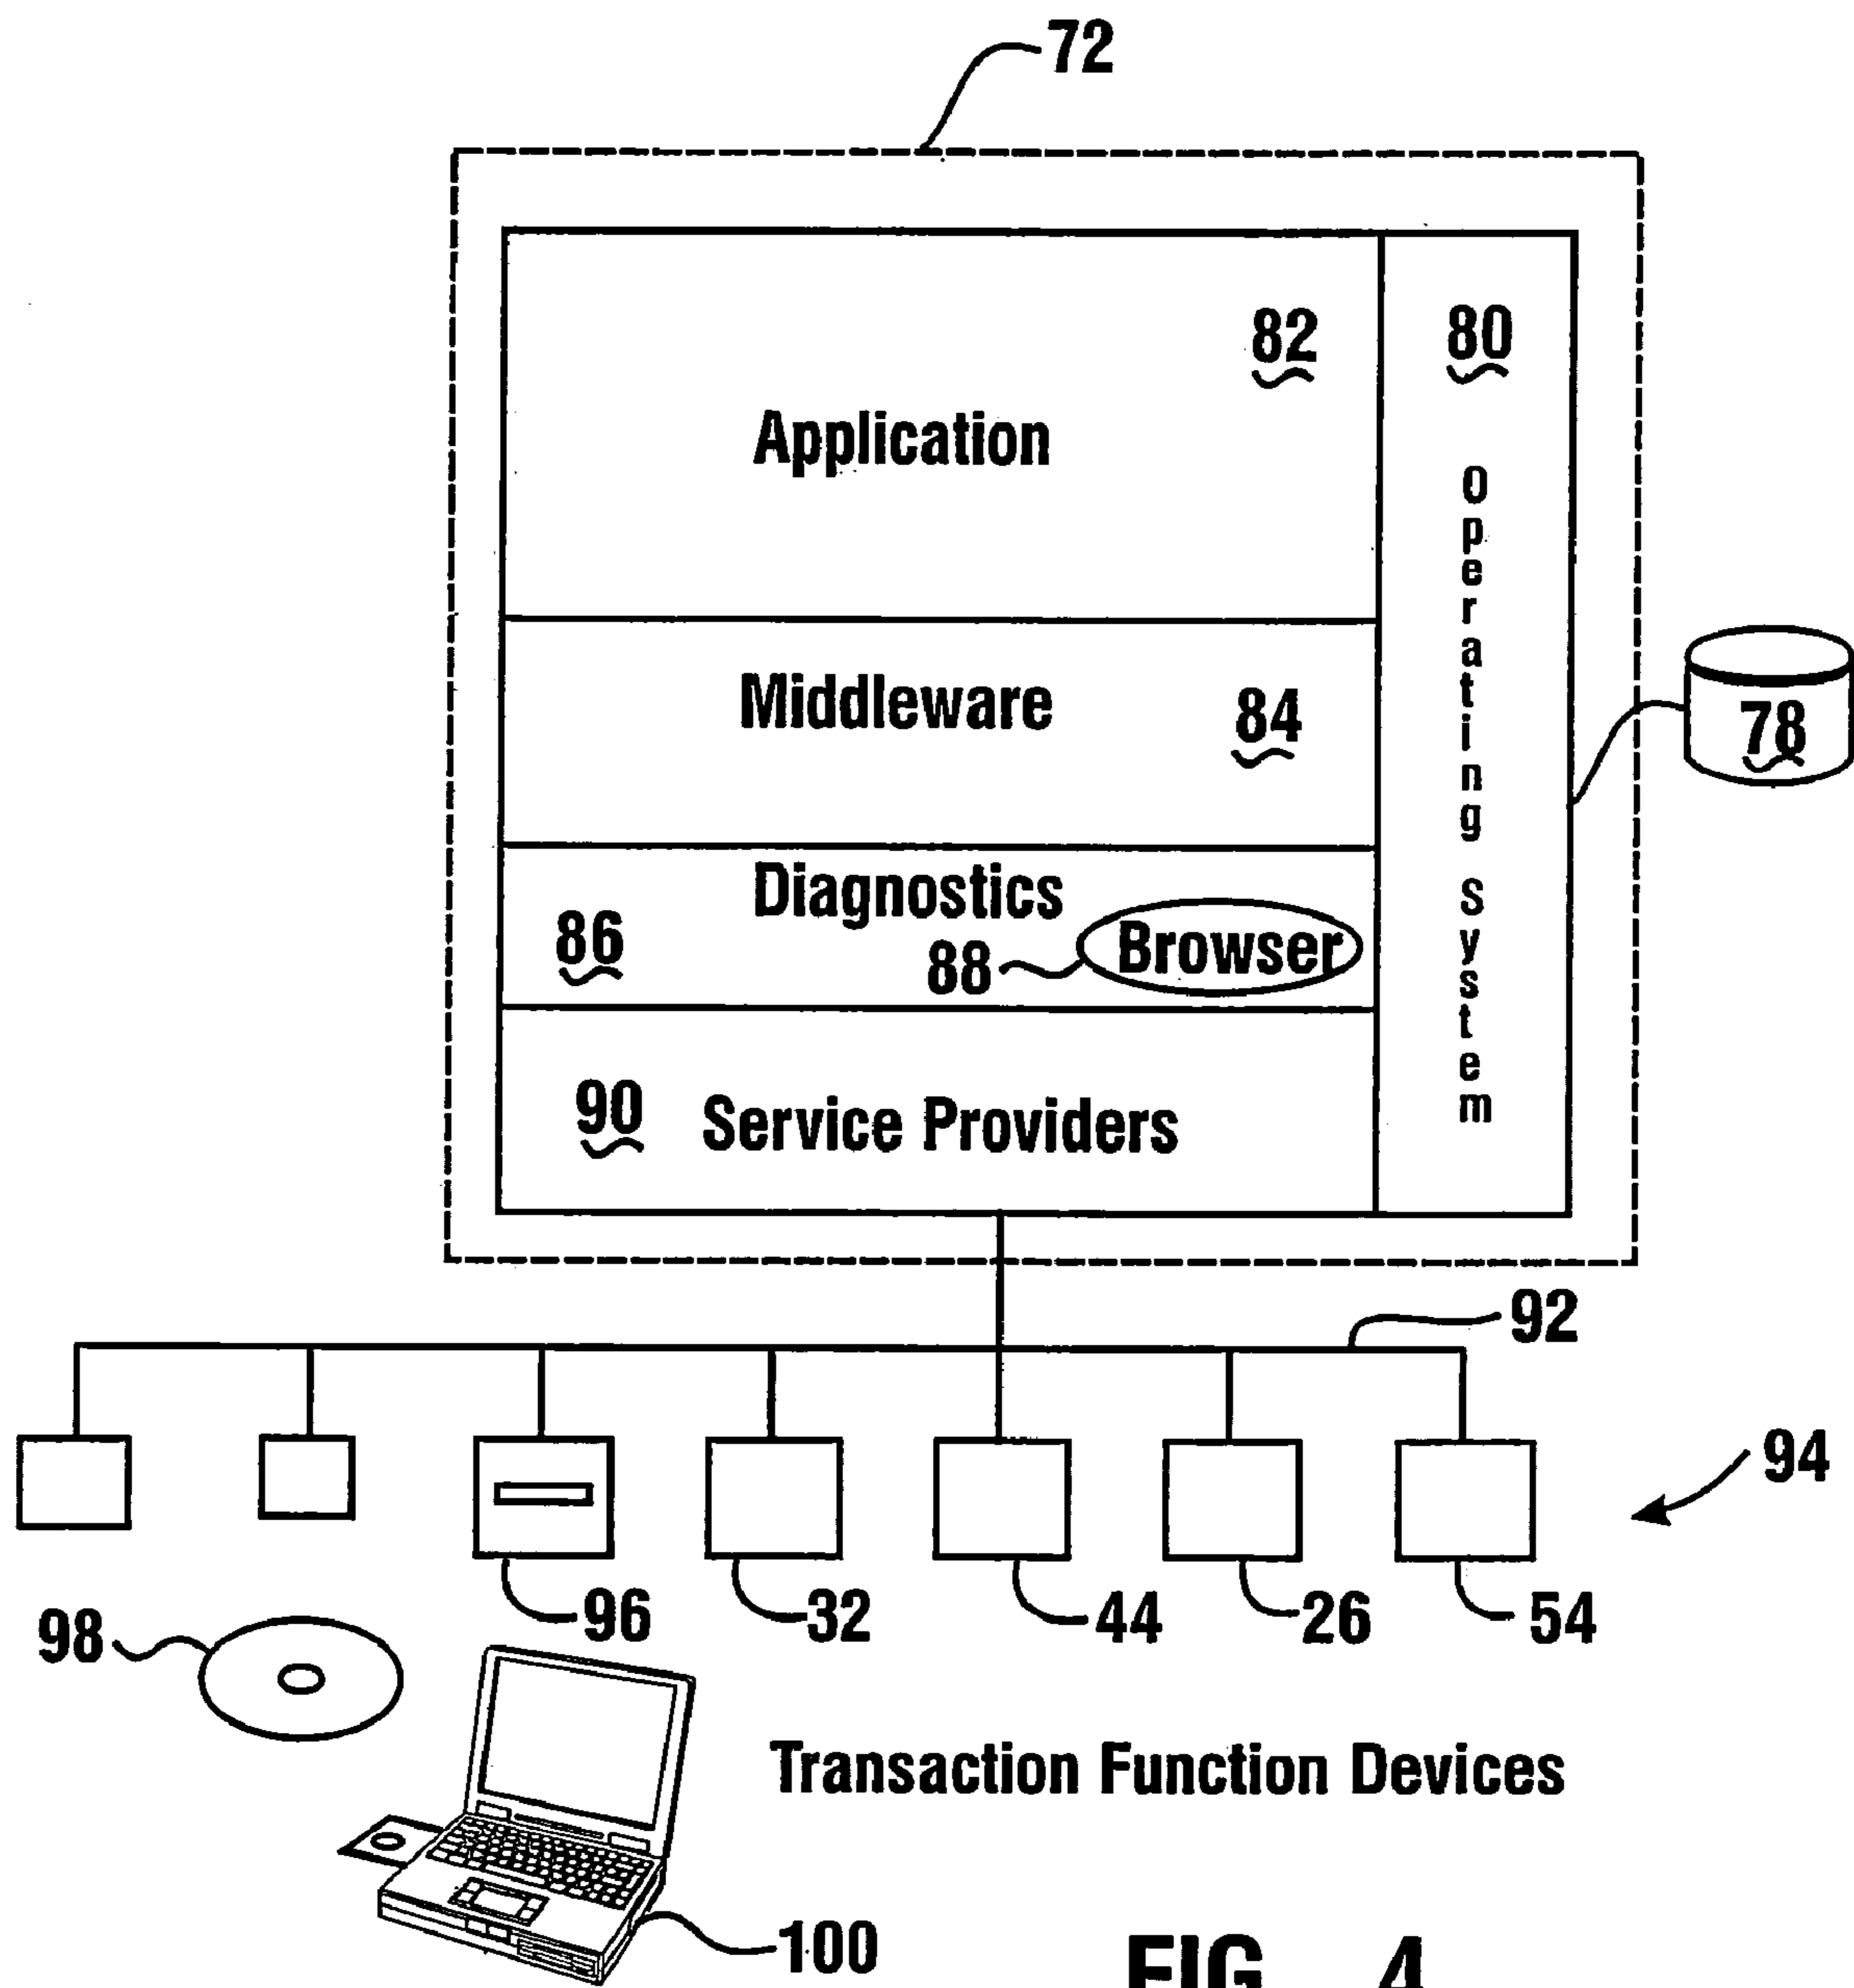 72
82
80
Application
Operating System
Middleware
84
78
Diagnostics
86
88
Browser
90
Service Providers
92
94
96
32
44
26
54
98
Transaction Function Devices
100
FIG. 4